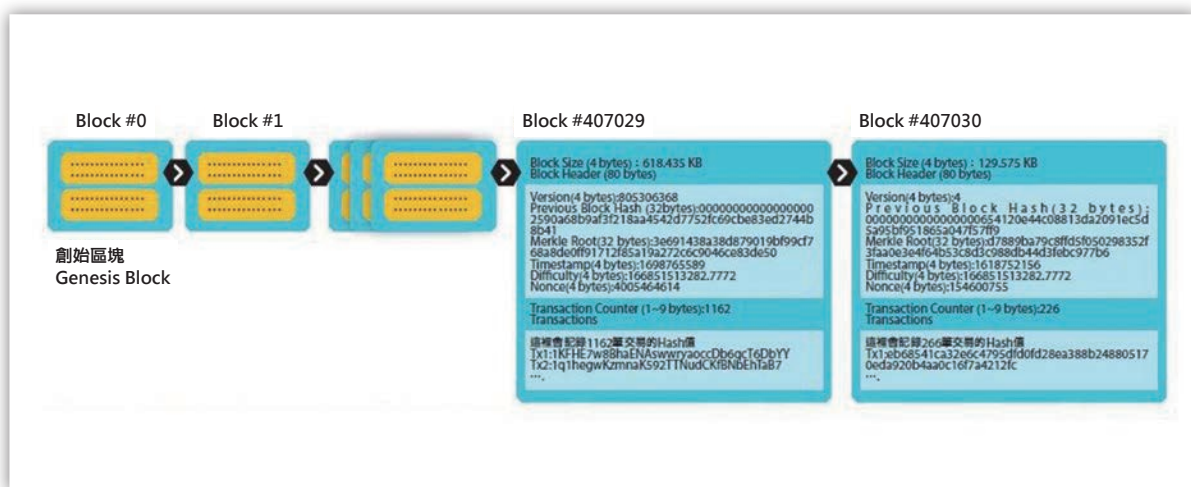 Block #0
Block #1
創始區塊
Genesis Block
Block #407029
Block Size (4 bytes) : 618.435 KB
Block Header (80 bytes)
Version(4 bytes):805306368
Previous Block Hash (32bytes):00000000000000000
2590a68b9af3f218aa4542d7752fc69cbe83ed2744b
8b41
Merkle Root(32 bytes):3e691438a38d879019bf99cf7
68a8de0ff91712f85a19a272c6c9046ce83de50
Timestamp(4 bytes):1698765589
Difficulty(4 bytes):166851513282.7772
Nonce(4 bytes):4005464614
Transaction Counter (1~9 bytes):1162
Transactions
這裡會記錄1162筆交易的Hash值
Tx1:1KFHE7w8BhaENAswwryaoccDb6qcT6DbYY
Tx2:1q1hegwKzmnaK592TTNudCKfBNbEhTaB7
….
Block #407030
Block Size (4 bytes) : 129.575 KB
Block Header (80 bytes)
Version(4 bytes):4
Previous Block Hash(32 bytes):
0000000000000000654120e44c08813da2091ec5d
5a95bf951865a047f57ff9
Merkle Root(32 bytes):d7889ba79c8ffd5f050298352f
3faa0e3e4f64b53c8d3c988db44d3febc977b6
Timestamp(4 bytes):1618752156
Difficulty(4 bytes):166851513282.7772
Nonce(4 bytes):154600755
Transaction Counter (1~9 bytes):226
Transactions
這裡會記錄266筆交易的Hash值
Tx1:eb68541ca32e6c4795dfd0fd28ea388b24880517
0eda920b4aa0c16f7a4212fc
….